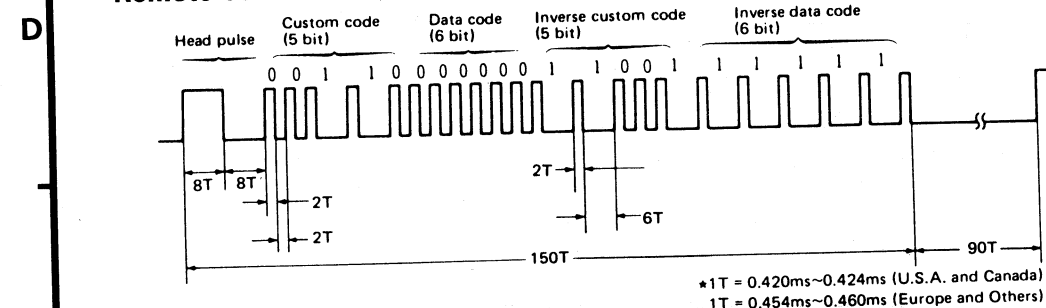 Remote
D
Head pulse
Custom code
(5 bit)
Data code
(6 bit)
Inverse custom code
(5 bit)
Inverse data code
(6 bit)
0 0 1 1 0 0 0 0 0 0 0 1 1 0 0 1 1 1 1 1 1
8T 8T
2T
2T
2T
6T
150T
90T
*1T = 0.420ms~0.424ms (U.S.A. and Canada)
1T = 0.454ms~0.460ms (Europe and Others)